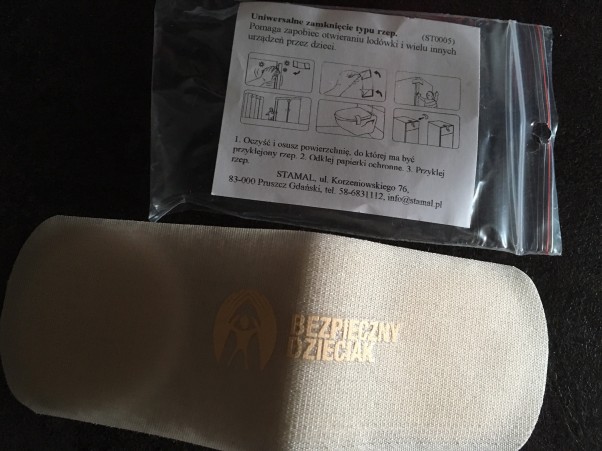 Uniwersalne zamknięcie typu rzep. (ST0005)
Pomaga zapobiec otwieraniu lodówki i wielu innych
urządzeń przez dzieci.
1. Oczyść i osusz powierzchnię, do której ma być
przyklejony rzep. 2. Odklej papierki ochronne. 3. Przyklej
rzep.
STAMAL, ul. Korzeniowskiego 76,
83-000 Pruszcz Gdański, tel. 58-6831112, info@stamal.pl
BEZPIECZNY
DZIECIAK